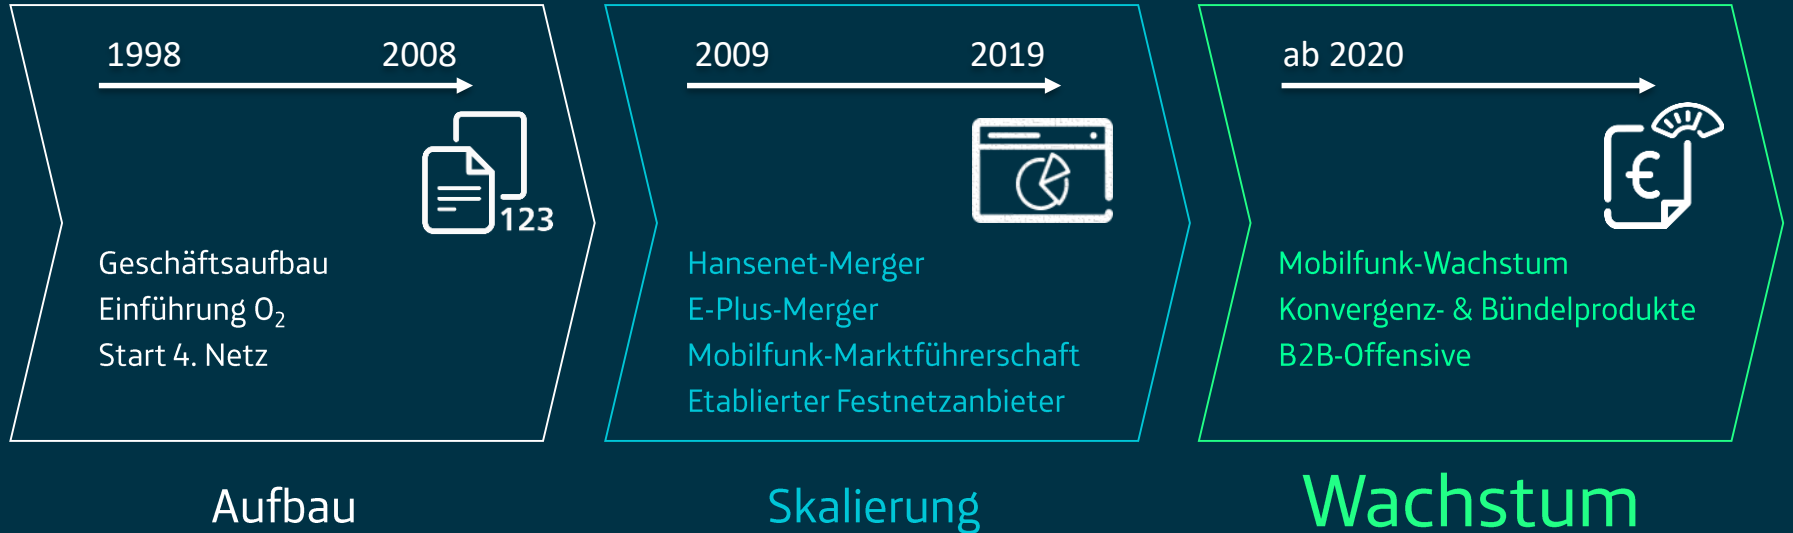 1998 2008
123
Geschäftsaufbau
Einführung O₂
Start 4. Netz
Aufbau
2009 2019
Hansenet-Merger
E-Plus-Merger
Mobilfunk-Marktführerschaft
Etablierter Festnetzanbieter
Skalierung
ab 2020
€
Mobilfunk-Wachstum
Konvergenz- & Bündelprodukte
B2B-Offensive
Wachstum